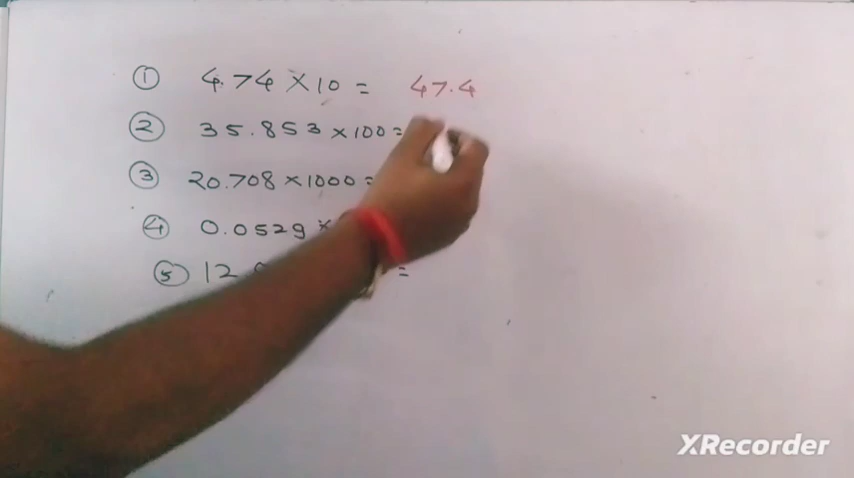 ① 4.74 × 10 = 47.4
② 35.853 × 100 =
③ 20.708 × 1000 =
④ 0.0529 ×
⑤ 12. =
XRecorder